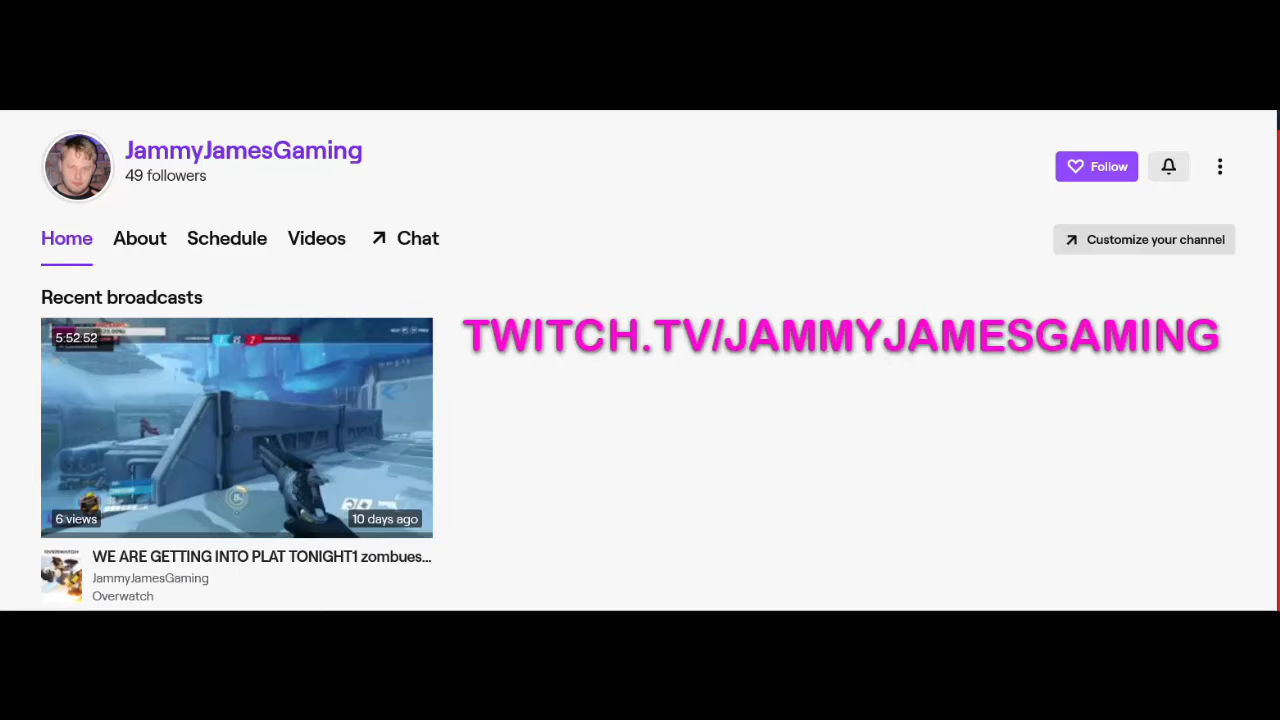 JammyJamesGaming
49 followers
Follow
Home About Schedule Videos Chat
Customize your channel
Recent broadcasts
5:52:52
TWITCH.TV/JAMMYJAMESGAMING
6 views
10 days ago
WE ARE GETTING INTO PLAT TONIGHT1 zombues...
JammyJamesGaming
Overwatch